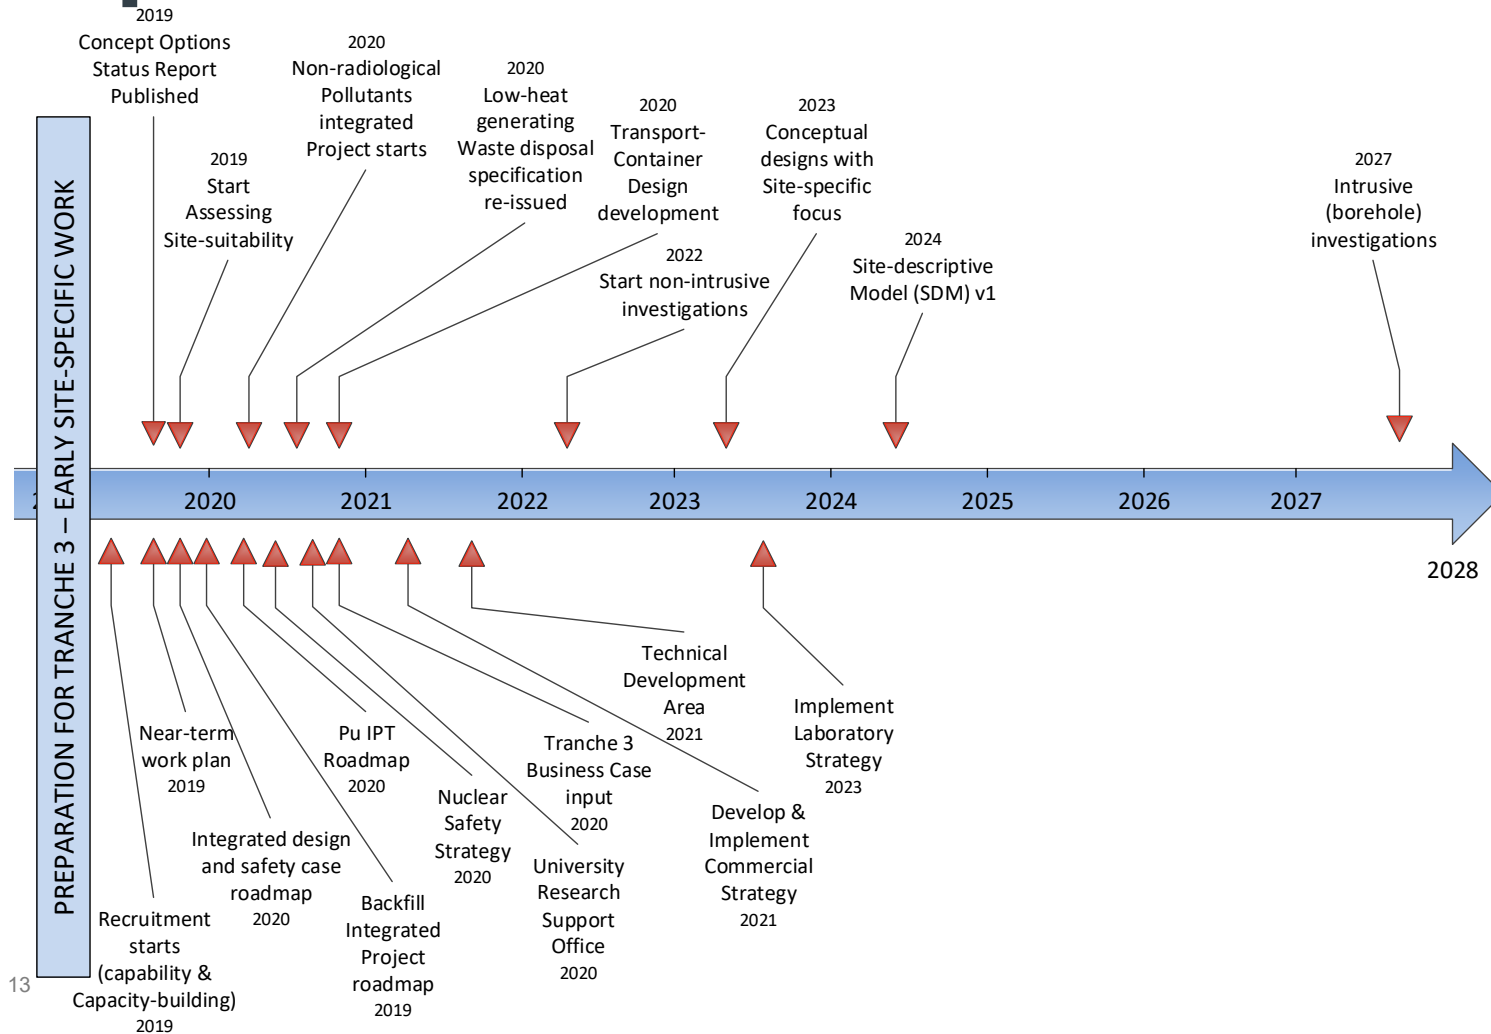 2019
Concept Options
Status Report
Published
2019
Start
Assessing
Site-suitability
2020
Non-radiological
Pollutants
integrated
Project starts
2020
Low-heat
generating
Waste disposal
specification
re-issued
2020
Transport-
Container
Design
development
2022
Start non-intrusive
investigations
2023
Conceptual
designs with
Site-specific
focus
2024
Site-descriptive
Model (SDM) v1
2027
Intrusive
(borehole)
investigations
PREPARATION FOR TRANCHE 3 – EARLY SITE-SPECIFIC WORK
2020
2021
2022
2023
2024
2025
2026
2027
2028
Recruitment
starts
(capability &
Capacity-building)
2019
Near-term
work plan
2019
Integrated design
and safety case
roadmap
2020
Backfill
Integrated
Project
roadmap
2019
Pu IPT
Roadmap
2020
Nuclear
Safety
Strategy
2020
University
Research
Support
Office
2020
Tranche 3
Business Case
input
2020
Develop &
Implement
Commercial
Strategy
2021
Technical
Development
Area
2021
Implement
Laboratory
Strategy
2023
13